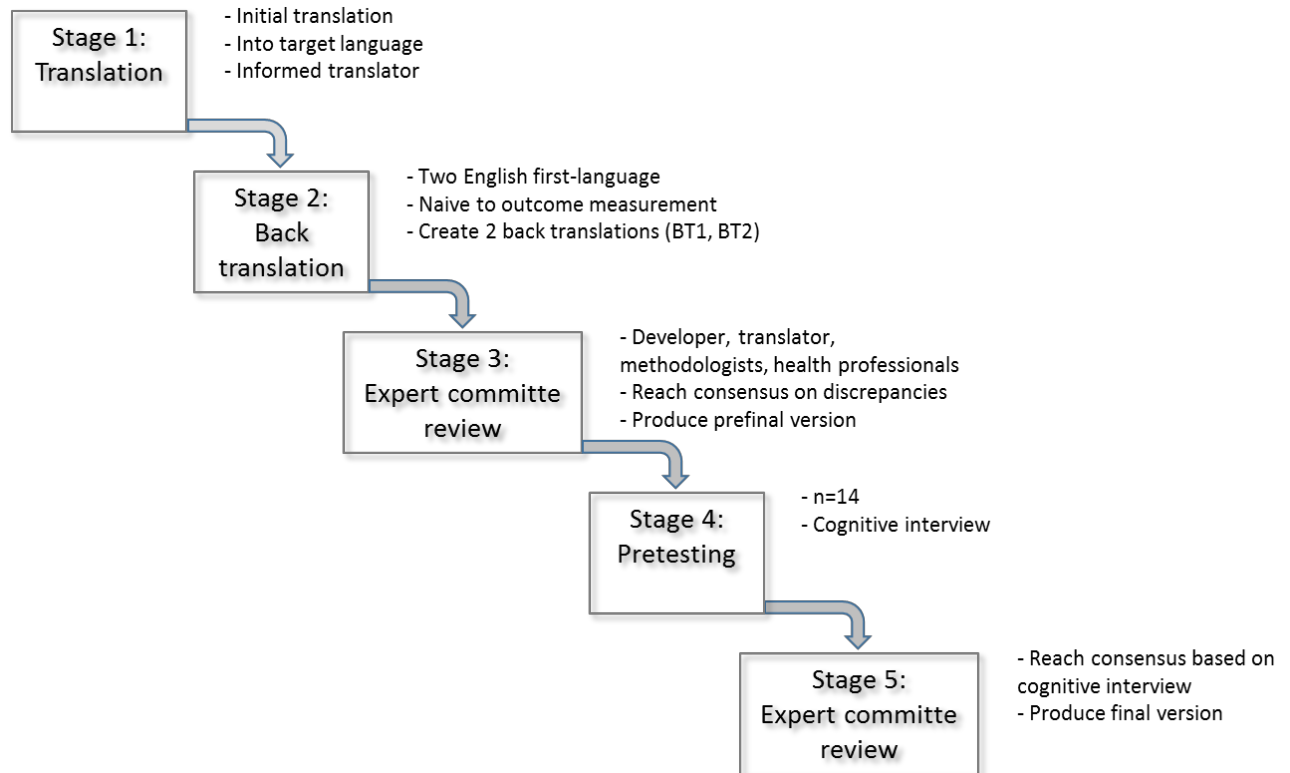 Stage 1:
Translation
- Initial translation
- Into target language
- Informed translator
Stage 2:
Back
translation
- Two English first-language
- Naive to outcome measurement
- Create 2 back translations (BT1, BT2)
Stage 3:
Expert committe
review
- Developer, translator,
methodologists, health professionals
- Reach consensus on discrepancies
- Produce prefinal version
Stage 4:
Pretesting
- n=14
- Cognitive interview
Stage 5:
Expert committe
review
- Reach consensus based on
cognitive interview
- Produce final version